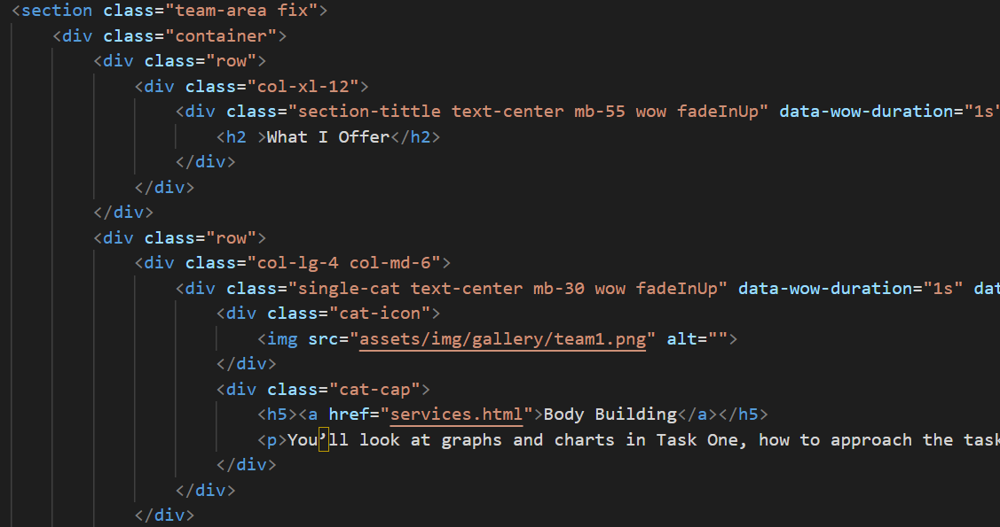 <section class="team-area fix">
<div class="container">
<div class="row">
<div class="col-xl-12">
<div class="section-tittle text-center mb-55 wow fadeInUp" data-wow-duration="1s"
<h2 >What I Offer</h2>
</div>
</div>
</div>
<div class="row">
<div class="col-lg-4 col-md-6">
<div class="single-cat text-center mb-30 wow fadeInUp" data-wow-duration="1s" dat
<div class="cat-icon">
<img src="assets/img/gallery/team1.png" alt="">
</div>
<div class="cat-cap">
<h5><a href="services.html">Body Building</a></h5>
<p>You’ll look at graphs and charts in Task One, how to approach the task
</div>
</div>
</div>